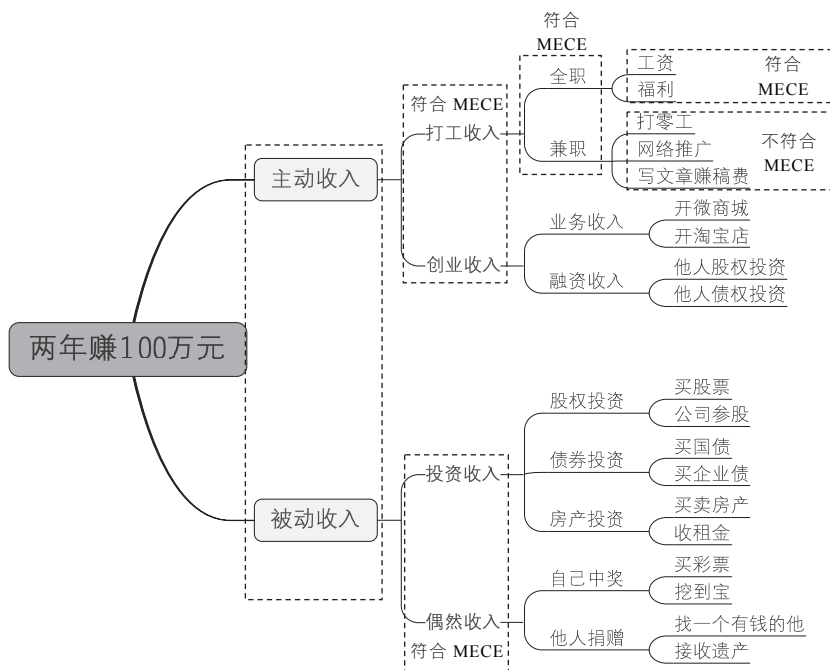 符合
MECE
全职
工资
福利
符合
MECE
符合 MECE
打工收入
兼职
打零工
网络推广
写文章赚稿费
不符合
MECE
主动收入
创业收入
业务收入
开微商城
开淘宝店
融资收入
他人股权投资
他人债权投资
两年赚100万元
股权投资
买股票
公司参股
投资收入
债券投资
买国债
买企业债
被动收入
房产投资
买卖房产
收租金
自己中奖
买彩票
挖到宝
偶然收入
符合 MECE
他人捐赠
找一个有钱的他
接收遗产